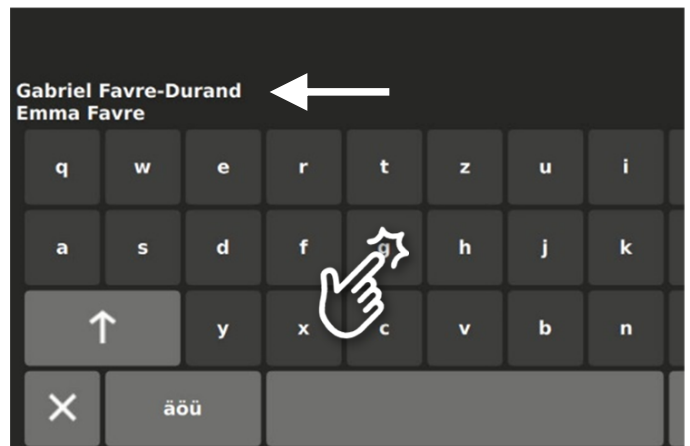 Gabriel Favre-Durand
Emma Favre
q w e r t z u i
a s d f g h j k
↑ y x c v b n
× äöü